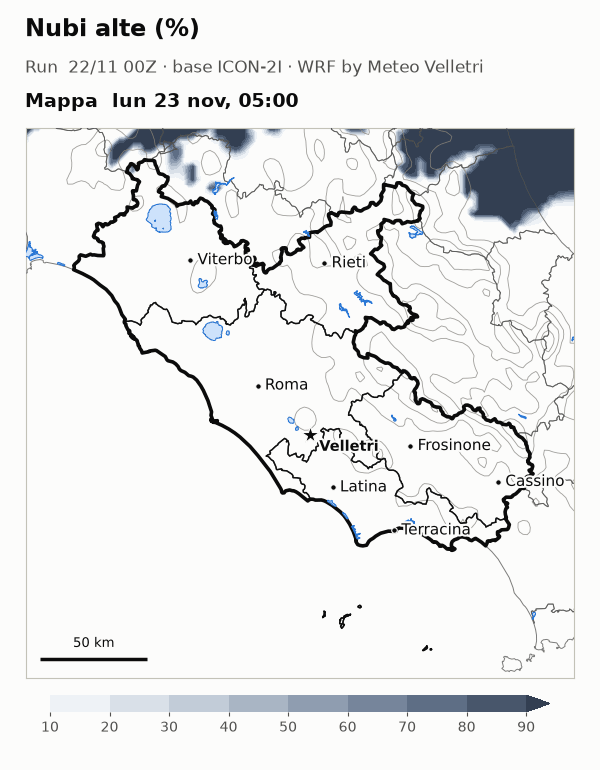 Nubi alte (%)
Run 22/11 00Z · base ICON-2I · WRF by Meteo Velletri
Mappa lun 23 nov, 05:00
Viterbo
Rieti
Roma
Velletri
Frosinone
Latina
Cassino
Terracina
50 km
10 20 30 40 50 60 70 80 90